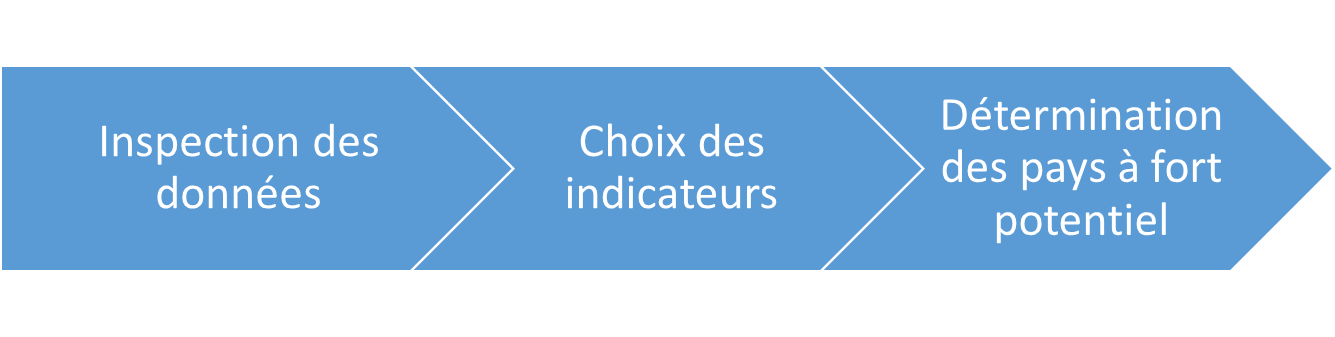 Inspection des
données
Choix des
indicateurs
Détermination
des pays à fort
potentiel